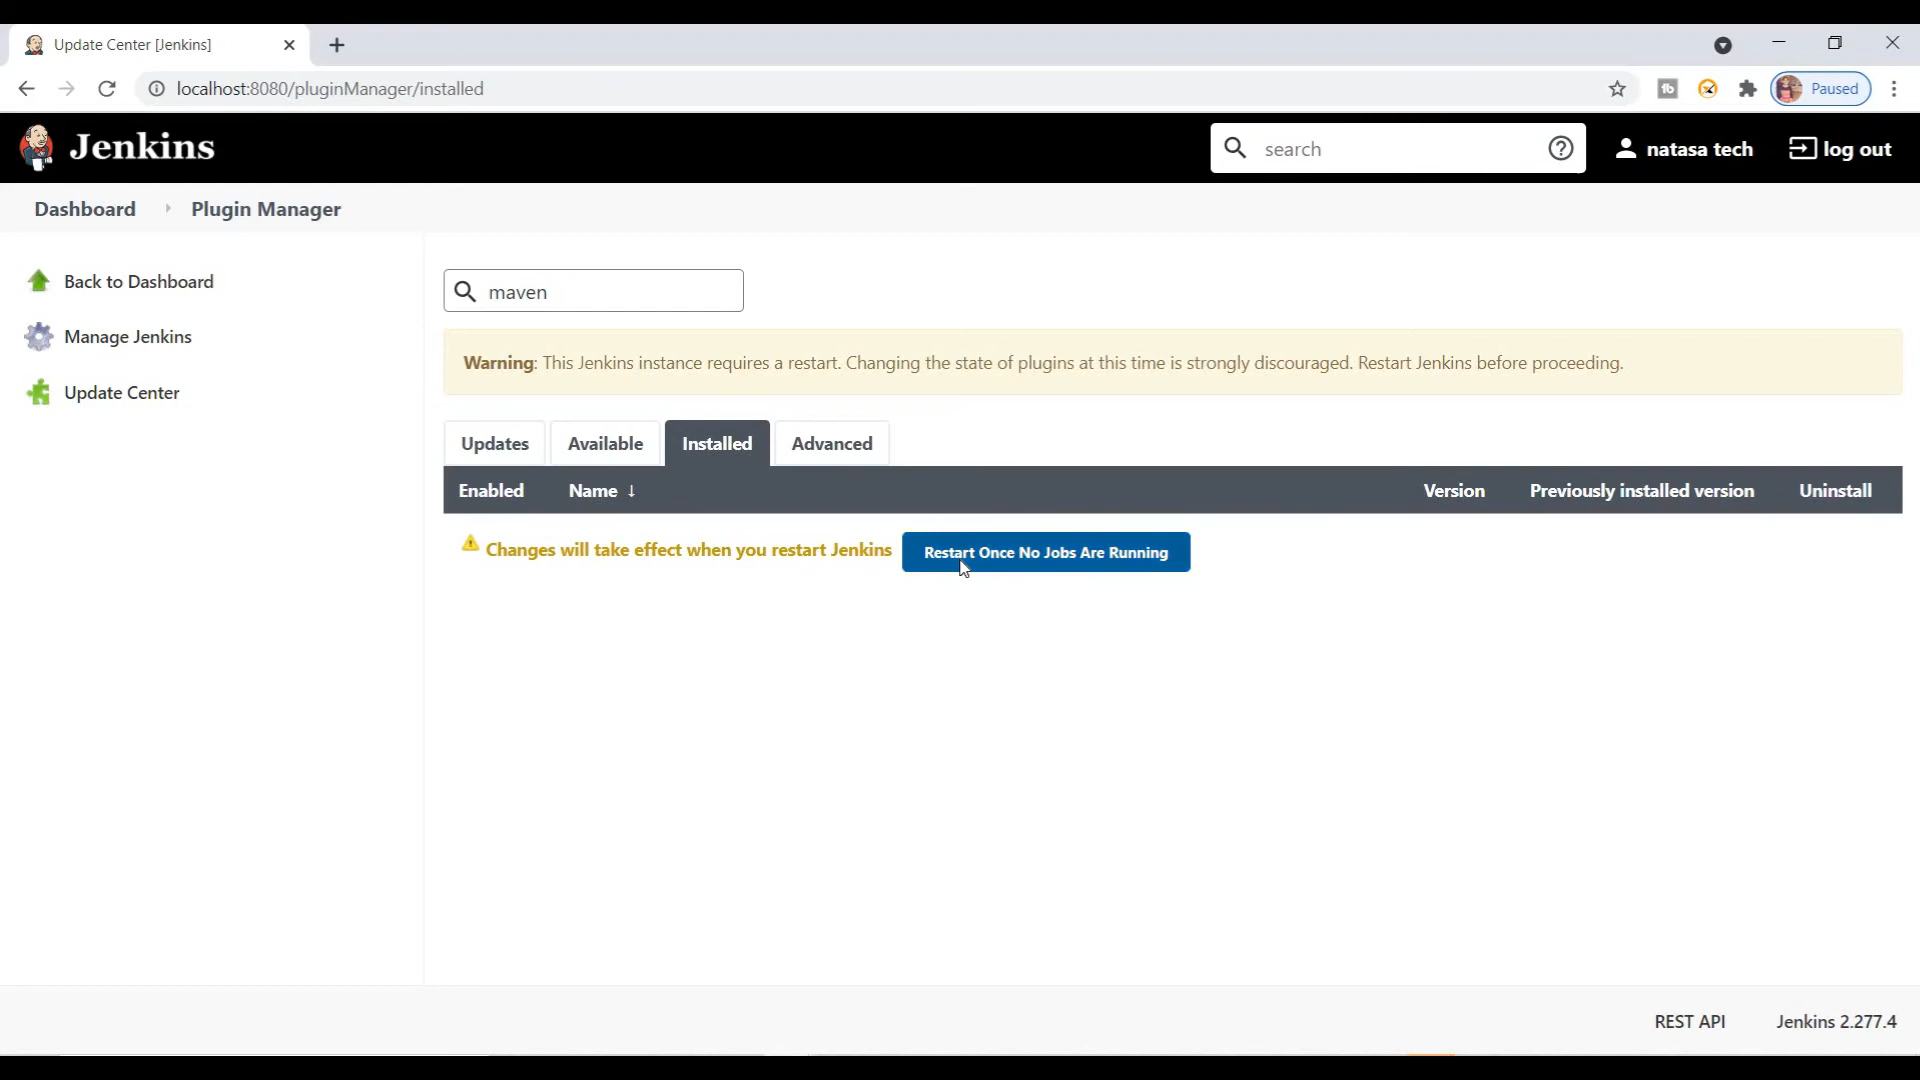 Update Center [Jenkins]
localhost:8080/pluginManager/installed
Paused
Jenkins
search
natasa tech
log out
Dashboard
Plugin Manager
Back to Dashboard
Manage Jenkins
Update Center
maven
Warning: This Jenkins instance requires a restart. Changing the state of plugins at this time is strongly discouraged. Restart Jenkins before proceeding.
Updates
Available
Installed
Advanced
Enabled Name ↓ Version Previously installed version Uninstall
Changes will take effect when you restart Jenkins
Restart Once No Jobs Are Running
REST API
Jenkins 2.277.4